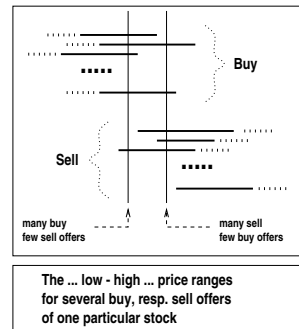 Buy
Sell
many buy
few sell offers
many sell
few buy offers
The ... low - high ... price ranges
for several buy, resp. sell offers
of one particular stock